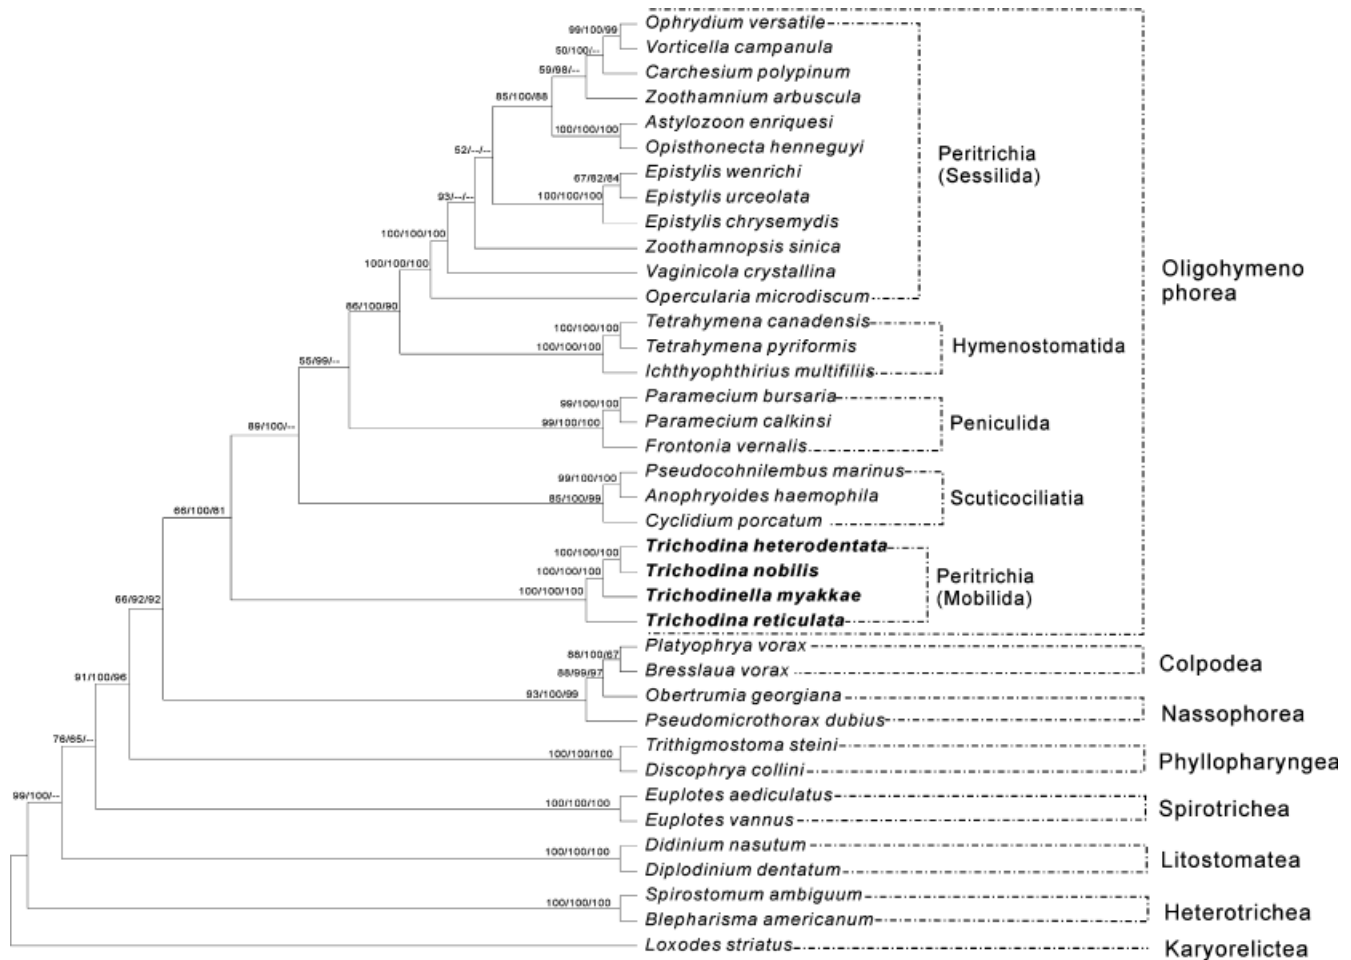 99/100/99
Ophrydium versatile
50/100/--
Vorticella campanula
59/98/--
Carchesium polypinum
85/100/88
Zoothamnium arbuscula
100/100/100
Astylozoon enriquesi
Opisthonecta henneguyi
Peritrichia
(Sessilida)
52/--/--
67/82/84
Epistylis wenrichi
100/100/100
Epistylis urceolata
93/--/--
Epistylis chrysemydis
100/100/100
Zoothamnopsis sinica
100/100/100
Vaginicola crystallina
Oligohymeno
phorea
86/100/90
Opercularia microdiscum
100/100/100
Tetrahymena canadensis
100/100/100
Tetrahymena pyriformis
Hymenostomatida
55/99/--
Ichthyophthirius multifiliis
99/100/100
Paramecium bursaria
99/100/100
Paramecium calkinsi
Peniculida
89/100/--
Frontonia vernalis
99/100/100
Pseudocohnilembus marinus
85/100/99
Anophryoides haemophila
Scuticociliatia
66/100/81
Cyclidium porcatum
100/100/100
Trichodina heterodentata
100/100/100
Trichodina nobilis
Peritrichia
(Mobilida)
100/100/100
Trichodinella myakkae
66/92/92
Trichodina reticulata
88/100/67
Platyophrya vorax
88/99/97
Bresslaua vorax
Colpodea
91/100/96
93/100/99
Obertrumia georgiana
Pseudomicrothorax dubius
Nassophorea
76/65/--
100/100/100
Trithigmostoma steini
Discophrya collini
Phyllopharyngea
99/100/--
100/100/100
Euplotes aediculatus
Euplotes vannus
Spirotrichea
100/100/100
Didinium nasutum
Diplodinium dentatum
Litostomatea
100/100/100
Spirostomum ambiguum
Blepharisma americanum
Heterotrichea
Loxodes striatus
Karyorelictea